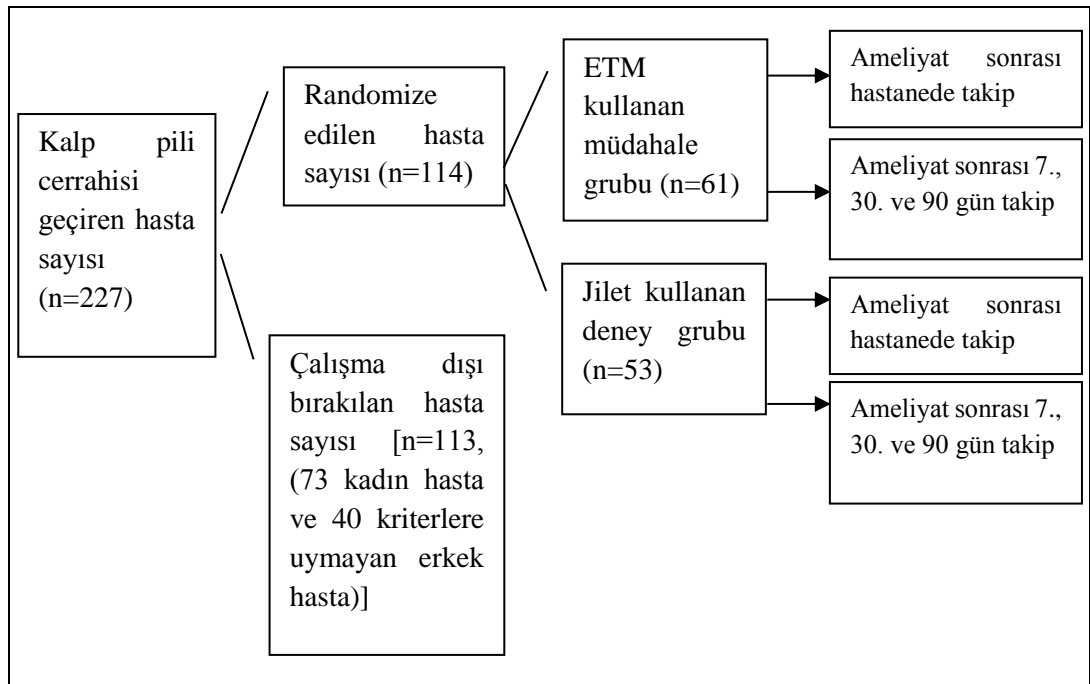 Kalp pili
cerrahisi
geçiren hasta
sayısı
(n=227)
Randomize
edilen hasta
sayısı (n=114)
Çalışma dışı
bırakılan hasta
sayısı [n=113,
(73 kadın hasta
ve 40 kriterlere
uymayan erkek
hasta)]
ETM
kullanan
müdahale
grubu (n=61)
Jilet kullanan
deney grubu
(n=53)
Ameliyat sonrası
hastanede takip
Ameliyat sonrası 7.,
30. ve 90 gün takip
Ameliyat sonrası
hastanede takip
Ameliyat sonrası 7.,
30. ve 90 gün takip